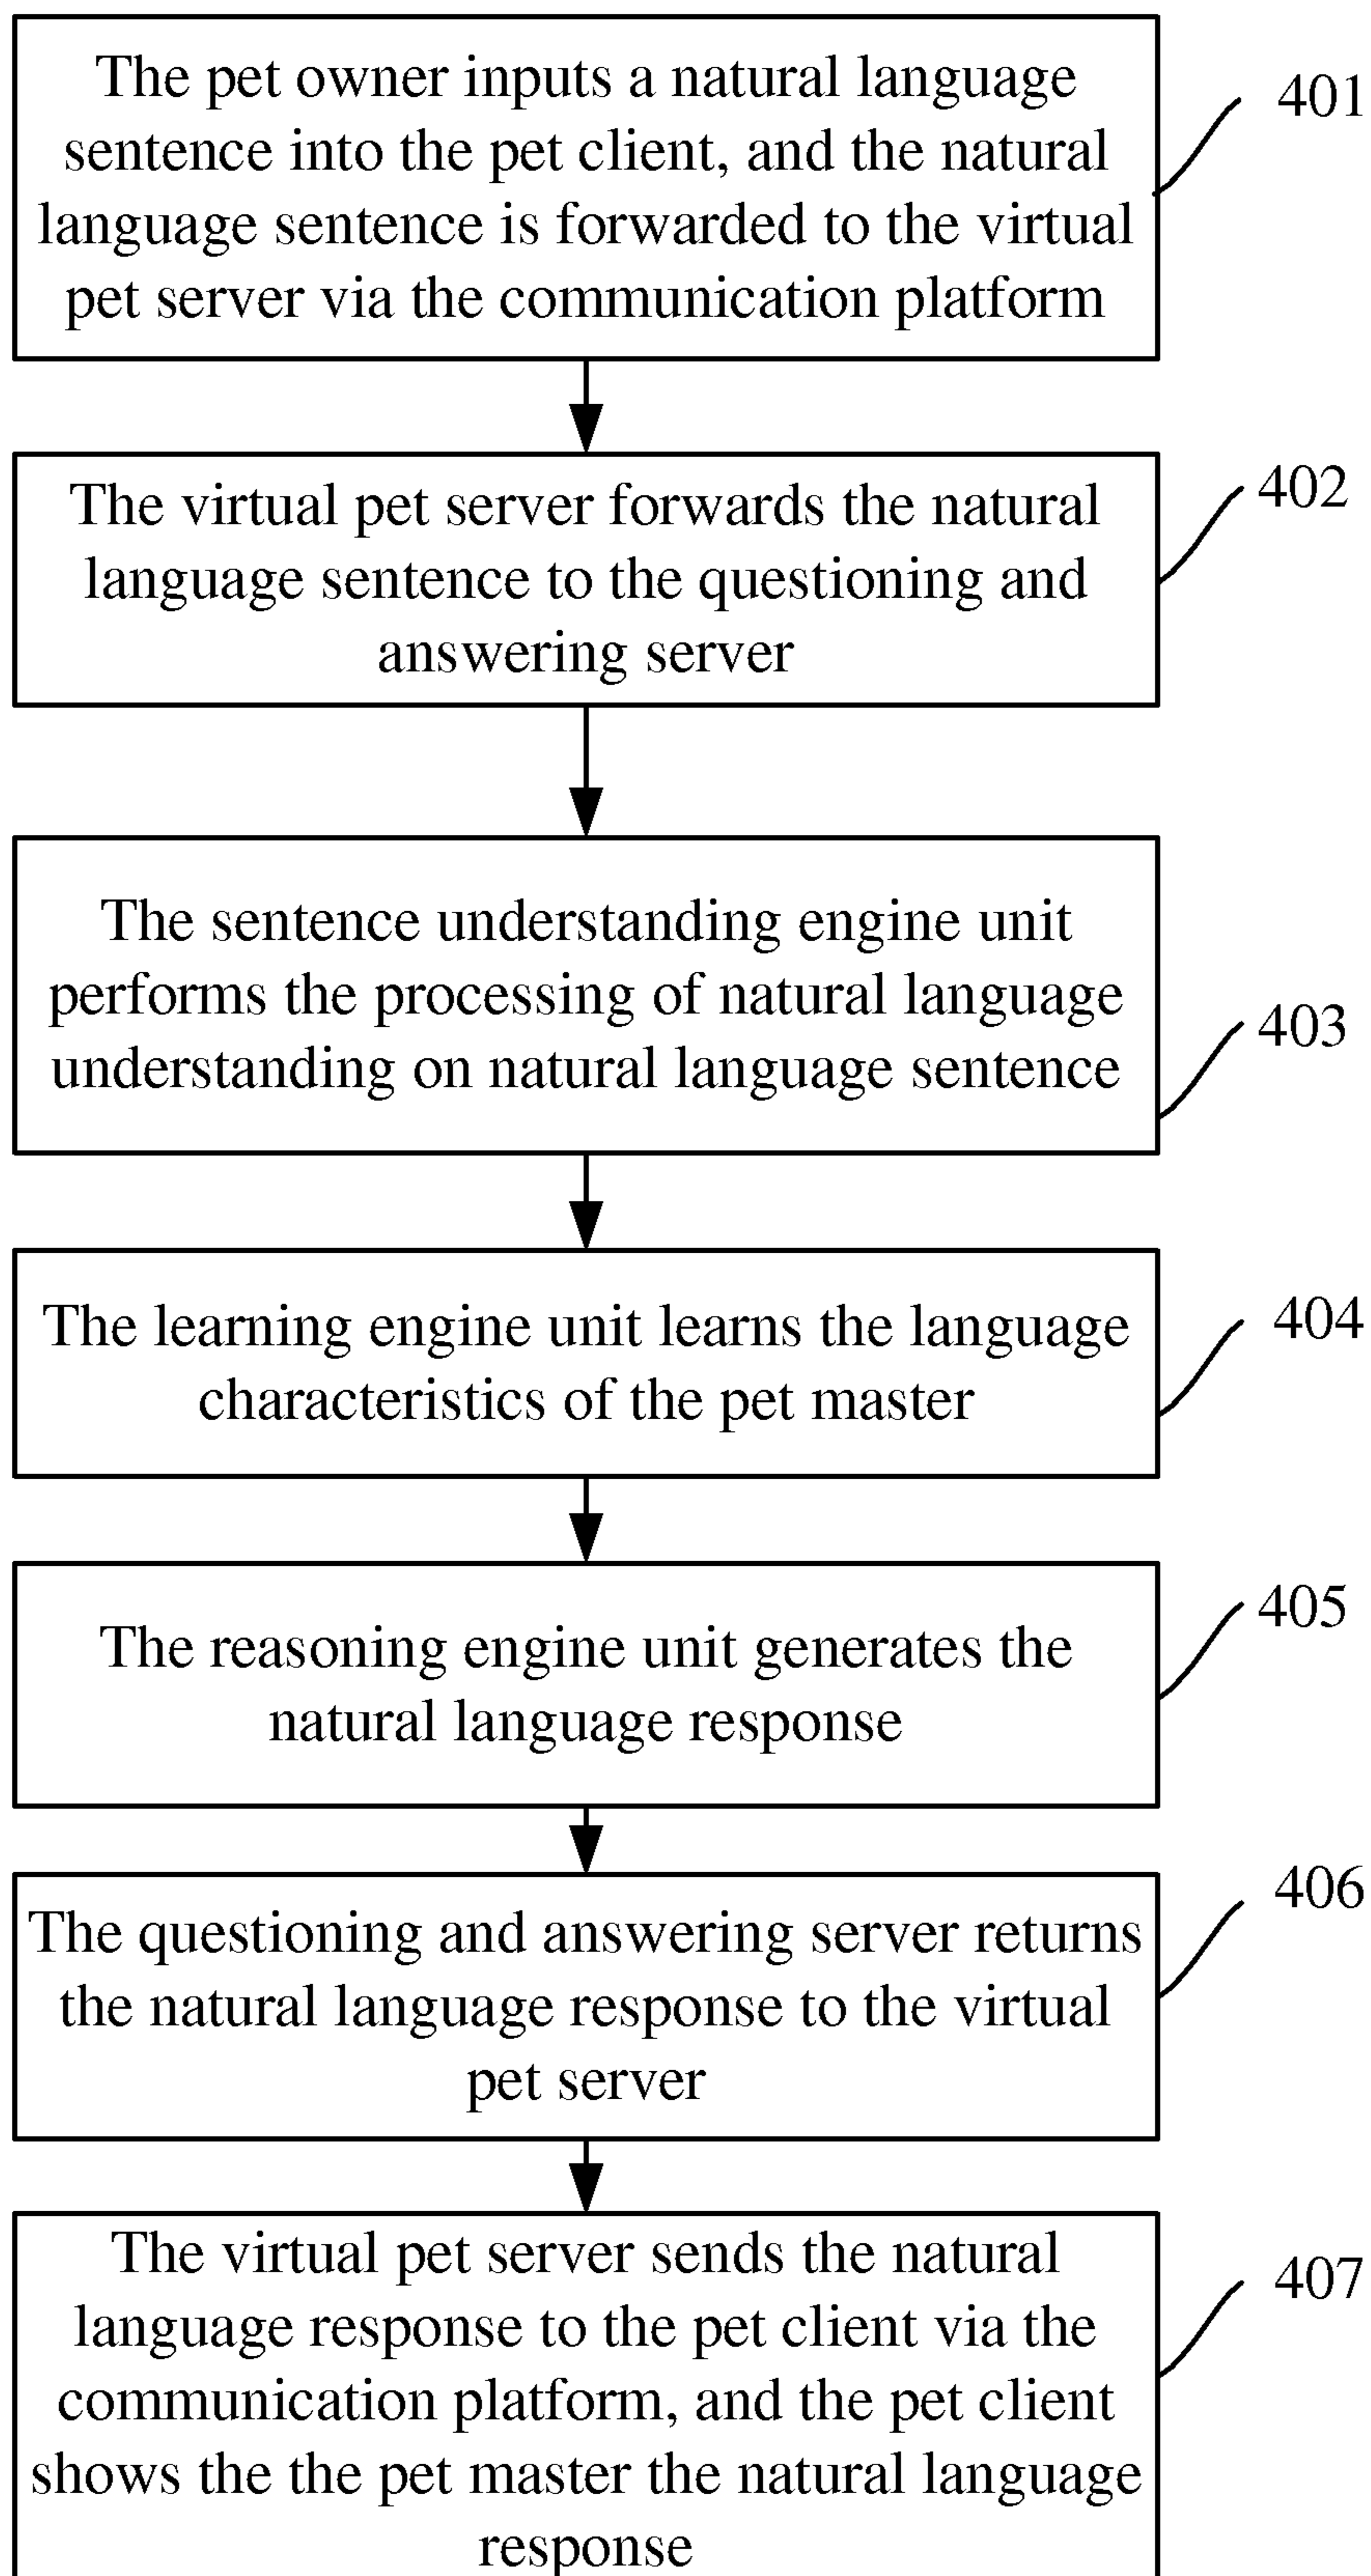 The pet owner inputs a natural language
sentence into the pet client, and the natural
language sentence is forwarded to the virtual
pet server via the communication platform
401
The virtual pet server forwards the natural
language sentence to the questioning and
answering server
402
The sentence understanding engine unit
performs the processing of natural language
understanding on natural language sentence
403
The learning engine unit learns the language
characteristics of the pet master
404
The reasoning engine unit generates the
natural language response
405
The questioning and answering server returns
the natural language response to the virtual
pet server
406
The virtual pet server sends the natural
language response to the pet client via the
communication platform, and the pet client
shows the the pet master the natural language
response
407